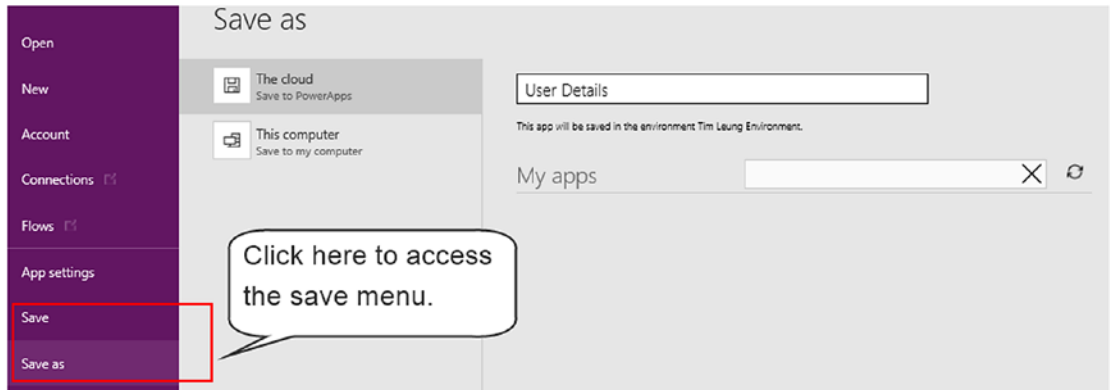 Open
New
Account
Connections
Flows
App settings
Save
Save as
Save as
The cloud
Save to PowerApps
This computer
Save to my computer
User Details
This app will be saved in the environment Tim Leung Environment.
My apps
Click here to access
the save menu.